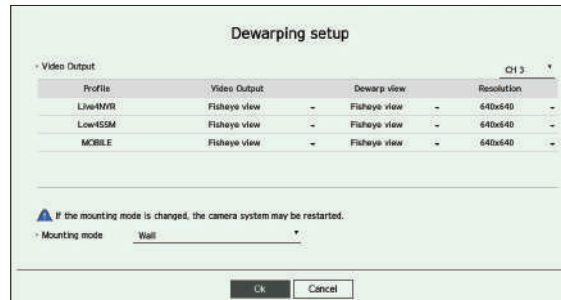 Dewarping setup
Video Output
CH 3
Profile Video Output Dewarp view Resolution
Live4NVR Fisheye view Fisheye view 640x640
Low4SSM Fisheye view Fisheye view 640x640
MOBILE Fisheye view Fisheye view 640x640
If the mounting mode is changed, the camera system may be restarted.
Mounting mode Wall
Ok Cancel